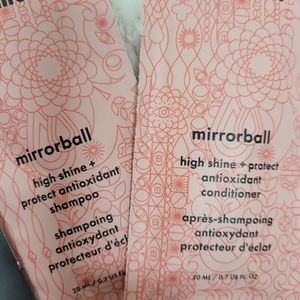 mirrorball
high shine +
protect antioxidant
shampoo
shampoing
antioxydant
protecteur d'éclat
20 ML / 0.7 US FL
mirrorball
high shine + protect
antioxidant
conditioner
après-shampoing
antioxydant
protecteur d'éclat
20 ML / 0.7 US FL OZ